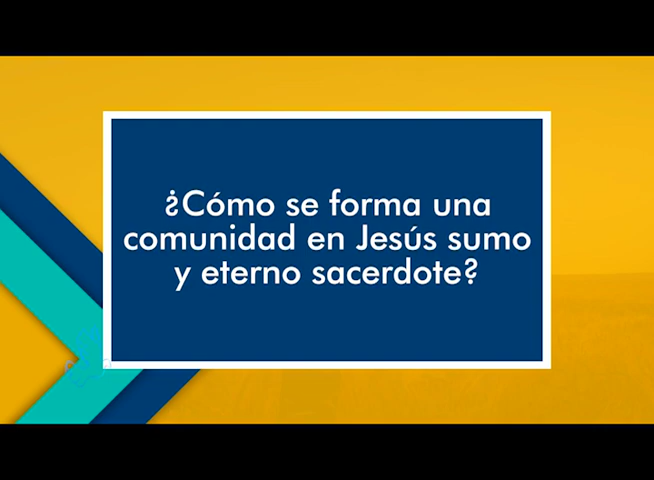 ¿Cómo se forma una
comunidad en Jesús sumo
y eterno sacerdote?